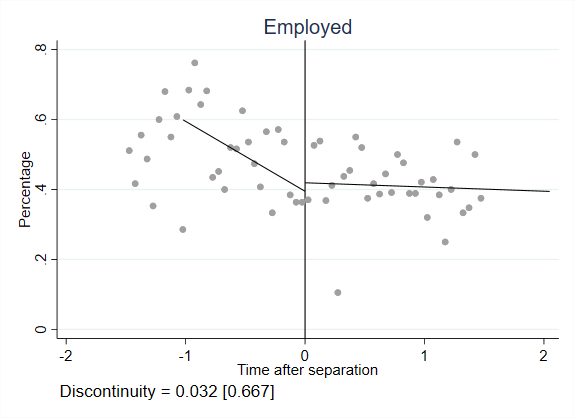 Employed
Percentage
.8
.6
.4
.2
0
-2 -1 0 1 2
Time after separation
Discontinuity = 0.032 [0.667]